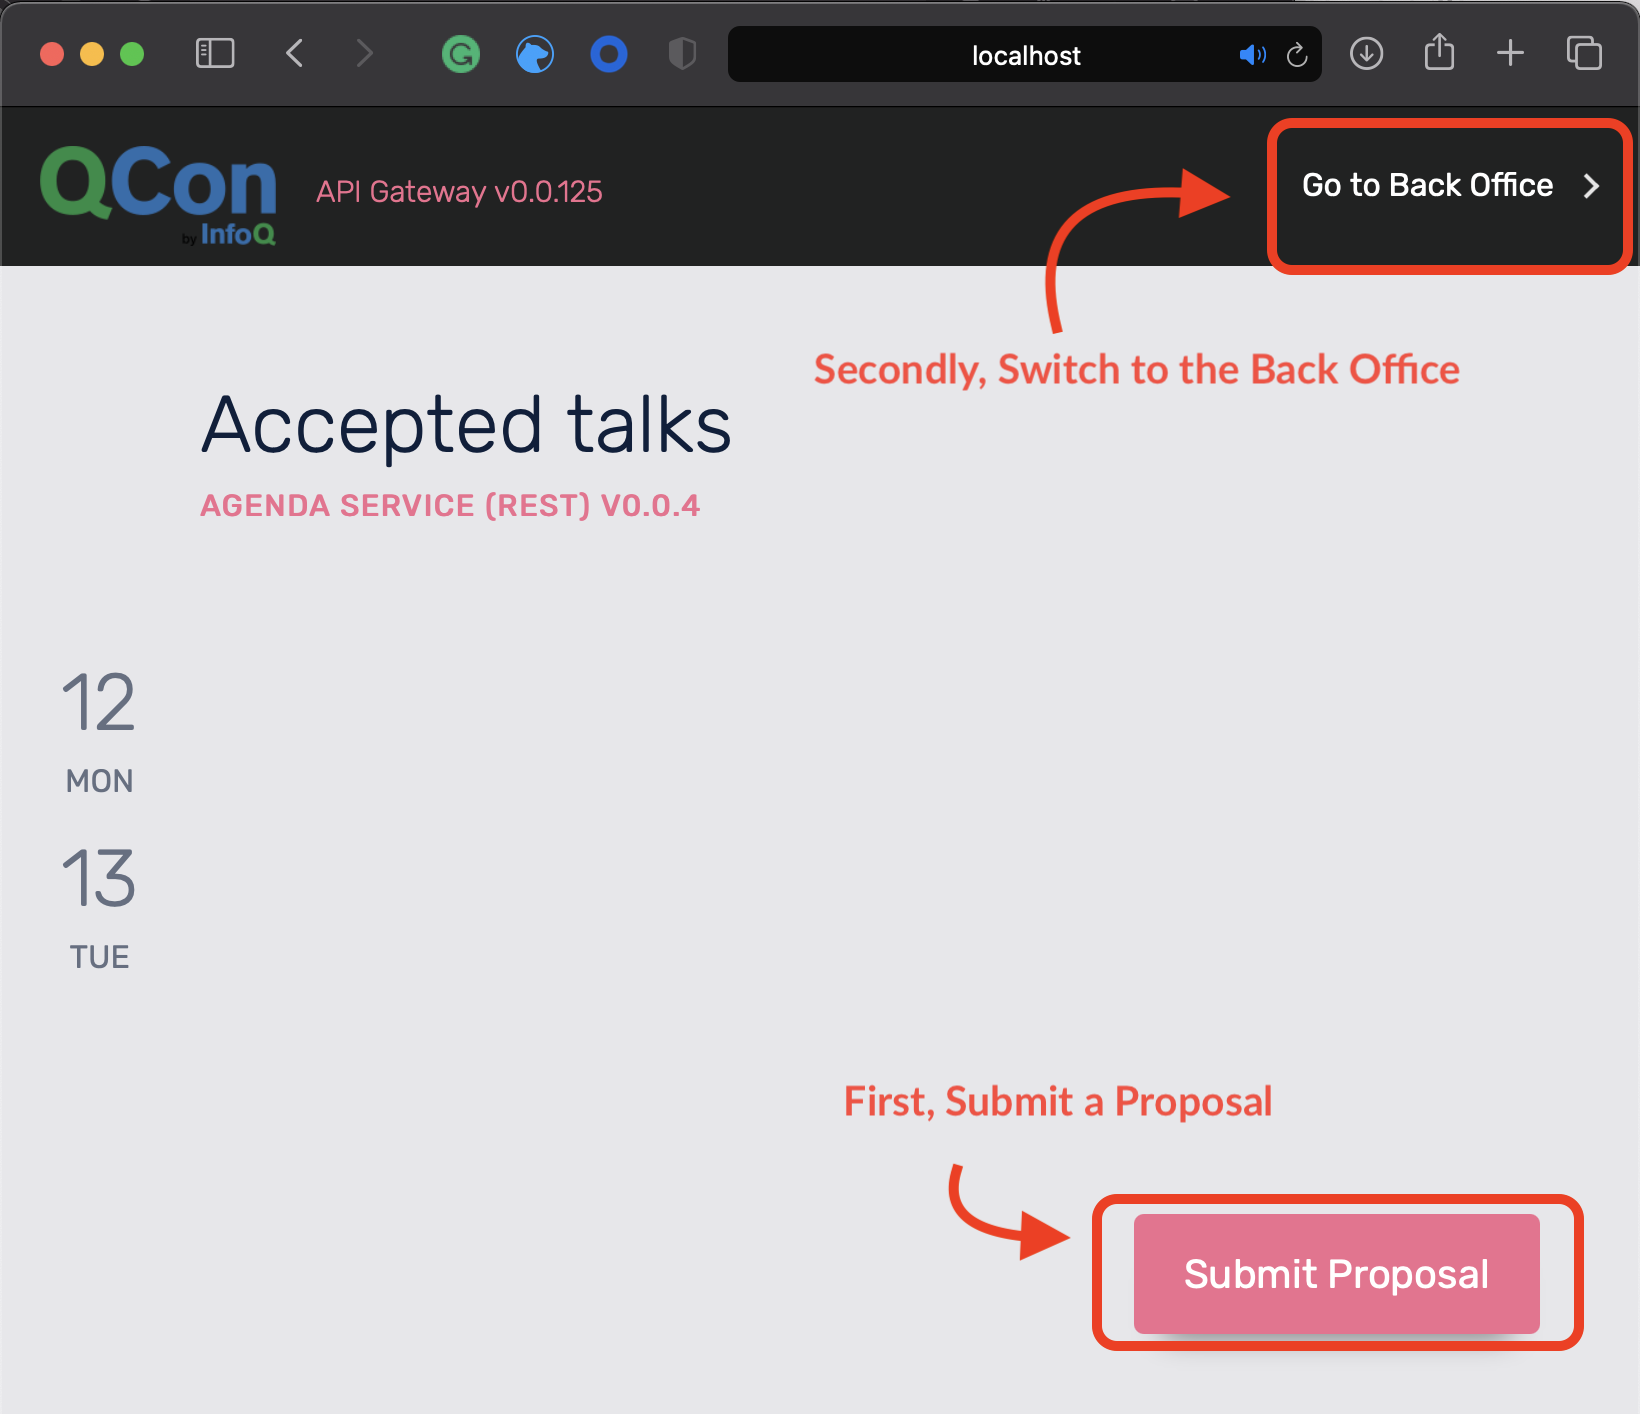 localhost
QCon
by InfoQ
API Gateway v0.0.125
Go to Back Office
Secondly, Switch to the Back Office
Accepted talks
AGENDA SERVICE (REST) V0.0.4
12
MON
13
TUE
First, Submit a Proposal
Submit Proposal